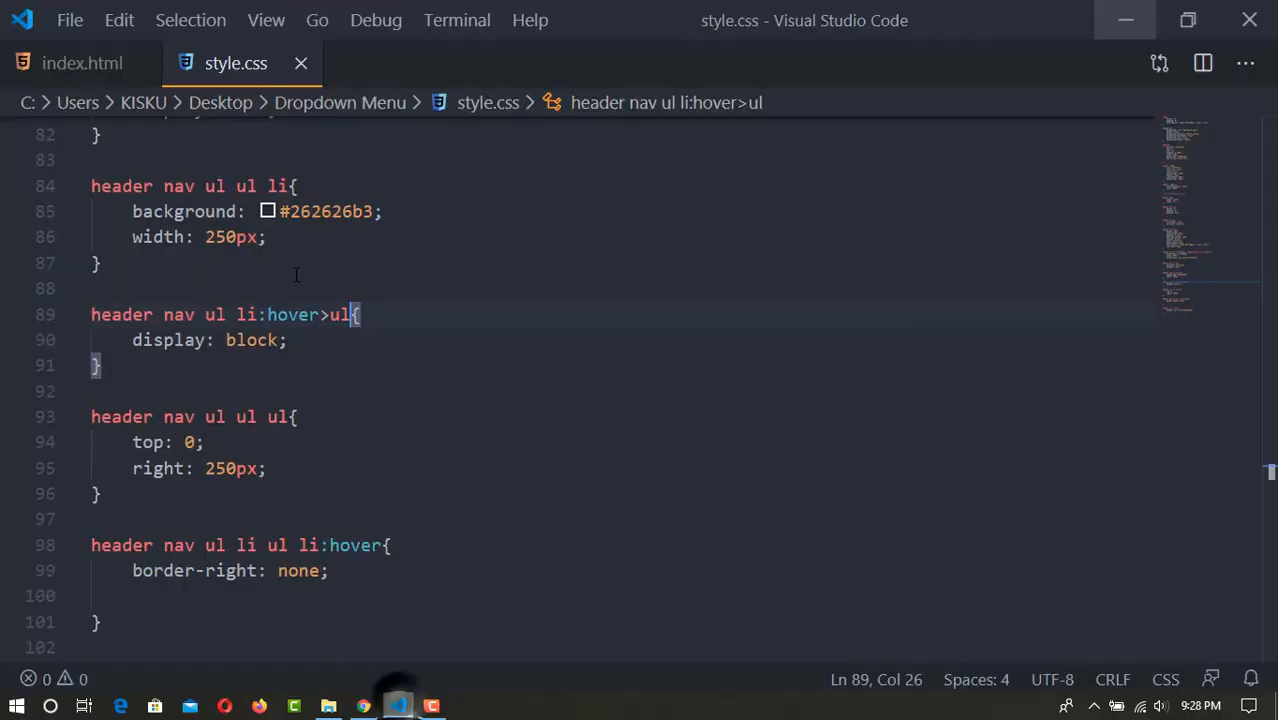 File Edit Selection View Go Debug Terminal Help style.css - Visual Studio Code
index.html style.css
C: > Users > KISKU > Desktop > Dropdown Menu > style.css > header nav ul li:hover>ul
82 }
83
84 header nav ul ul li{
85 background: #262626b3;
86 width: 250px;
87 }
88
89 header nav ul li:hover>ul{
90 display: block;
91 }
92
93 header nav ul ul ul{
94 top: 0;
95 right: 250px;
96 }
97
98 header nav ul li ul li:hover{
99 border-right: none;
100
101 }
102
0 0 Ln 89, Col 26 Spaces: 4 UTF-8 CRLF CSS
9:28 PM